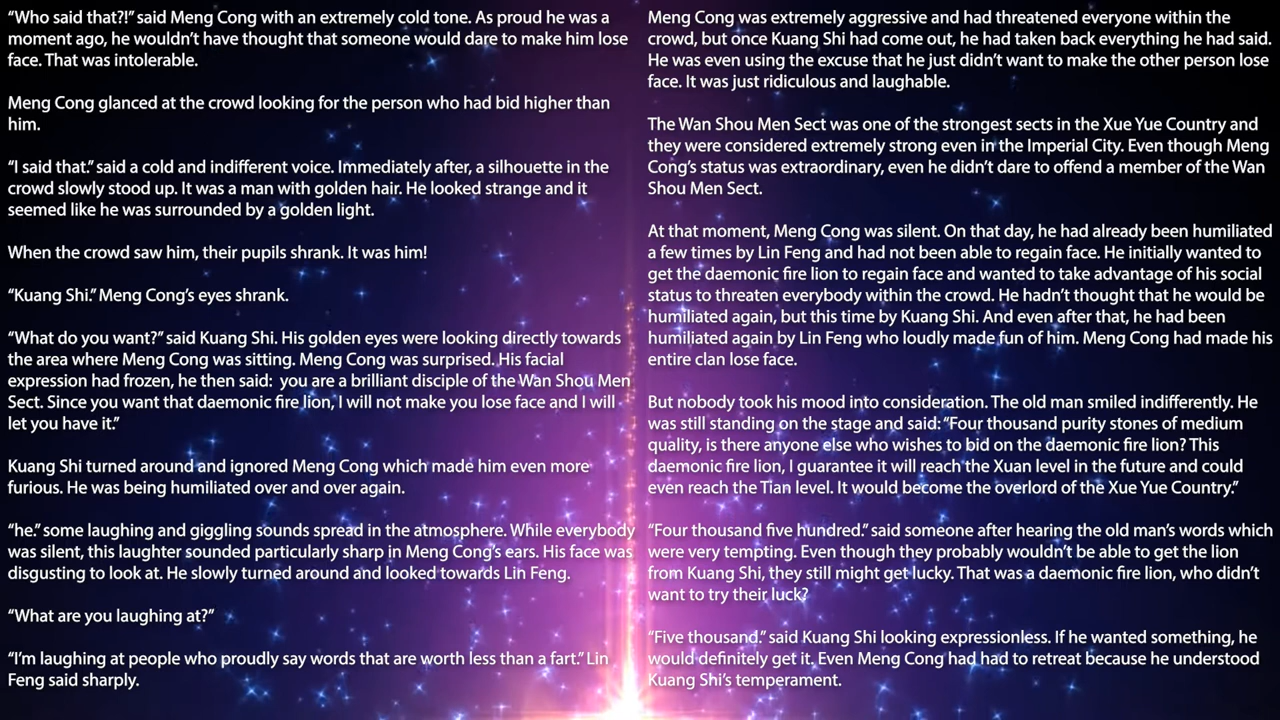 “Who said that?!” said Meng Cong with an extremely cold tone. As proud he was a
moment ago, he wouldn’t have thought that someone would dare to make him lose
face. That was intolerable.
Meng Cong glanced at the crowd looking for the person who had bid higher than
him.
“I said that.” said a cold and indifferent voice. Immediately after, a silhouette in the
crowd slowly stood up. It was a man with golden hair. He looked strange and it
seemed like he was surrounded by a golden light.
When the crowd saw him, their pupils shrank. It was him!
“Kuang Shi.” Meng Cong’s eyes shrank.
“What do you want?” said Kuang Shi. His golden eyes were looking directly towards
the area where Meng Cong was sitting. Meng Cong was surprised. His facial
expression had frozen, he then said:  you are a brilliant disciple of the Wan Shou Men
Sect. Since you want that daemonic fire lion, I will not make you lose face and I will
let you have it.”
Kuang Shi turned around and ignored Meng Cong which made him even more
furious. He was being humiliated over and over again.
“he.” some laughing and giggling sounds spread in the atmosphere. While everybody
was silent, this laughter sounded particularly sharp in Meng Cong’s ears. His face was
disgusting to look at. He slowly turned around and looked towards Lin Feng.
“What are you laughing at?”
“I’m laughing at people who proudly say words that are worth less than a fart.” Lin
Feng said sharply.
Meng Cong was extremely aggressive and had threatened everyone within the
crowd, but once Kuang Shi had come out, he had taken back everything he had said.
He was even using the excuse that he just didn’t want to make the other person lose
face. It was just ridiculous and laughable.
The Wan Shou Men Sect was one of the strongest sects in the Xue Yue Country and
they were considered extremely strong even in the Imperial City. Even though Meng
Cong’s status was extraordinary, even he didn’t dare to offend a member of the Wan
Shou Men Sect.
At that moment, Meng Cong was silent. On that day, he had already been humiliated
a few times by Lin Feng and had not been able to regain face. He initially wanted to
get the daemonic fire lion to regain face and wanted to take advantage of his social
status to threaten everybody within the crowd. He hadn’t thought that he would be
humiliated again, but this time by Kuang Shi. And even after that, he had been
humiliated again by Lin Feng who loudly made fun of him. Meng Cong had made his
entire clan lose face.
But nobody took his mood into consideration. The old man smiled indifferently. He
was still standing on the stage and said: “Four thousand purity stones of medium
quality, is there anyone else who wishes to bid on the daemonic fire lion? This
daemonic fire lion, I guarantee it will reach the Xuan level in the future and could
even reach the Tian level. It would become the overlord of the Xue Yue Country.”
“Four thousand five hundred.” said someone after hearing the old man’s words which
were very tempting. Even though they probably wouldn’t be able to get the lion
from Kuang Shi, they still might get lucky. That was a daemonic fire lion, who didn’t
want to try their luck?
“Five thousand.” said Kuang Shi looking expressionless. If he wanted something, he
would definitely get it. Even Meng Cong had had to retreat because he understood
Kuang Shi’s temperament.